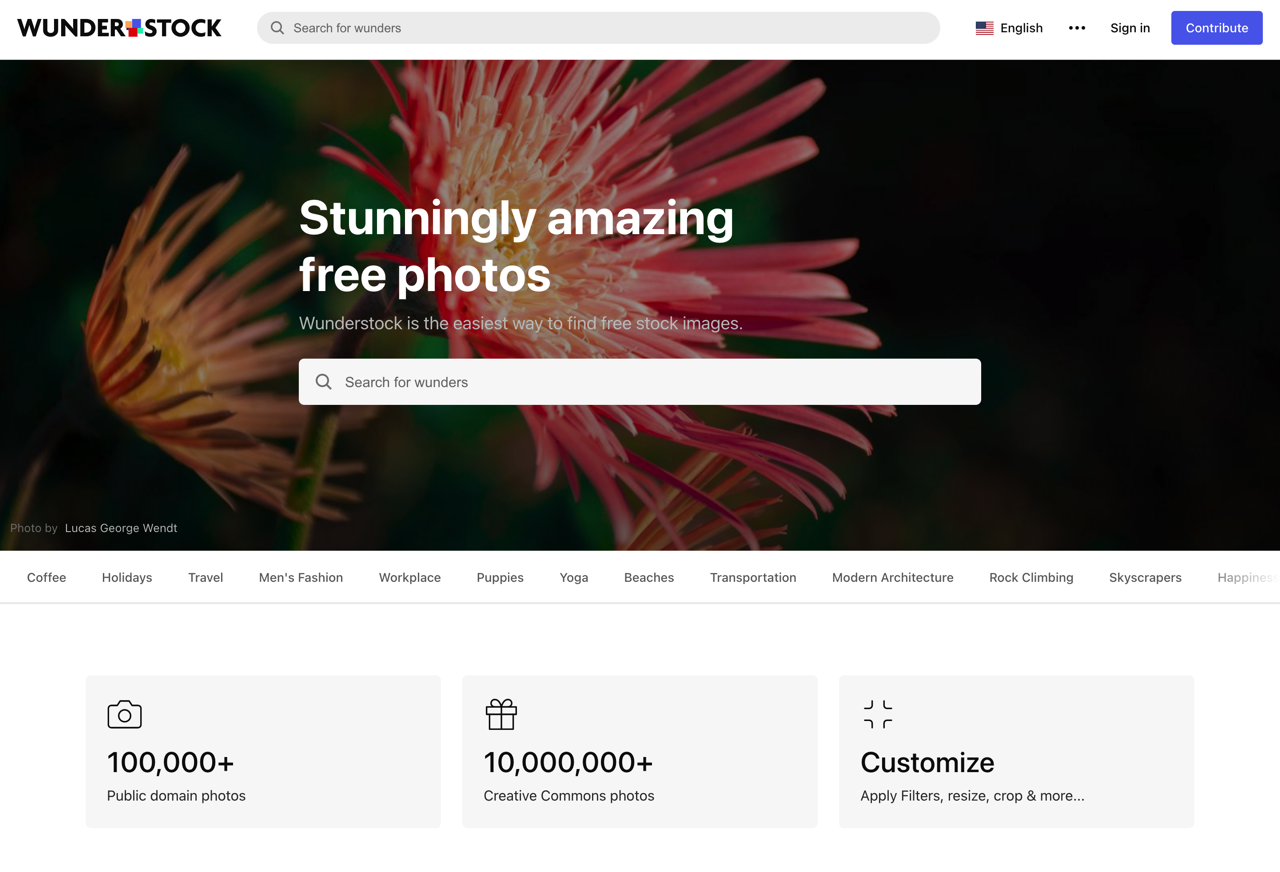 WUNDER STOCK
Search for wunders
English
Sign in
Contribute
Stunningly amazing
free photos
Wunderstock is the easiest way to find free stock images.
Search for wunders
Photo by Lucas George Wendt
Coffee Holidays Travel Men's Fashion Workplace Puppies Yoga Beaches Transportation Modern Architecture Rock Climbing Skyscrapers Happiness
100,000+
Public domain photos
10,000,000+
Creative Commons photos
Customize
Apply Filters, resize, crop & more...